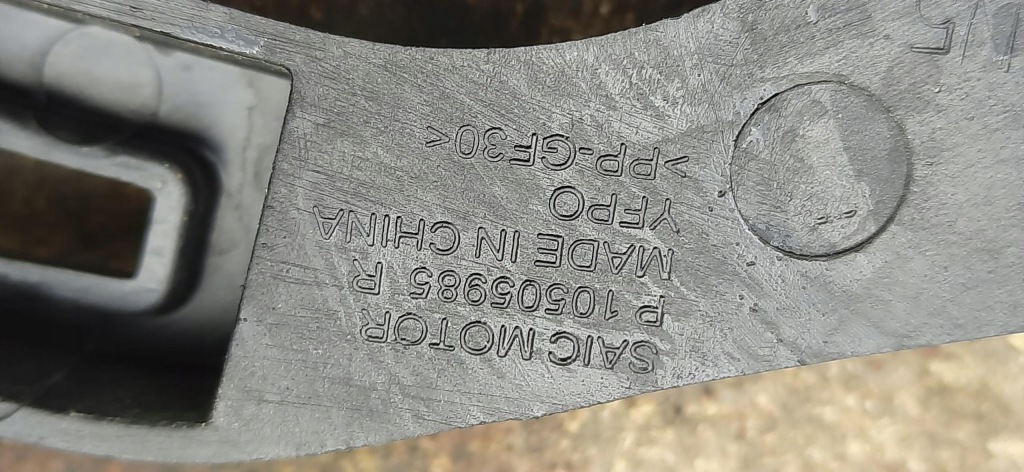 SAIC MOTOR
P 10505985 R
MADE IN CHINA
YFPO
>PP-GF30<